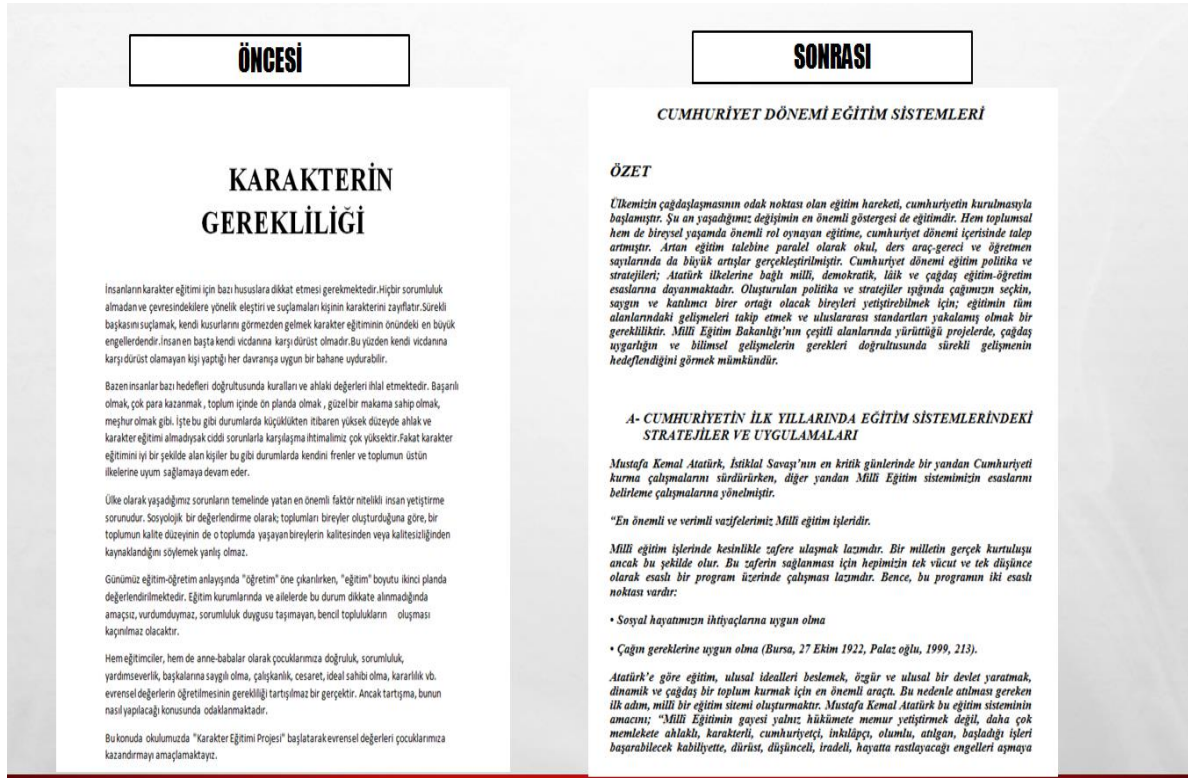 ÖNCESİ
KARAKTERİN
GEREKLİLİĞİ
İnsanların karakter eğitimi için bazı hususlara dikkat etmesi gerekmektedir.Hiçbir sorumluluk
almadan ve çevresindekilere yönelik eleştiri ve suçlamaları kişinin karakterini zayıflatır.Sürekli
başkasını suçlamak, kendi kusurlarını görmezden gelmek karakter eğitiminin önündeki en büyük
engellerdendir.İnsan en başta kendi vicdanına karşı dürüst olmadır.Bu yüzden kendi vicdanına
karşı dürüst olamayan kişi yaptığı her davranışa uygun bir bahane uydurabilir.
Bazen insanlar bazı hedefleri doğrultusunda kuralları ve ahlaki değerleri ihlal etmektedir. Başarılı
olmak, çok para kazanmak , toplum içinde ön planda olmak , güzel bir makama sahip olmak,
meşhur olmak gibi. İşte bu gibi durumlarda küçüklükten itibaren yüksek düzeyde ahlak ve
karakter eğitimi almadıysak ciddi sorunlarla karşılaşma ihtimalimiz çok yüksektir.Fakat karakter
eğitimini iyi bir şekilde alan kişiler bu gibi durumlarda kendini frenler ve toplumun üstün
ilkelerine uyum sağlamaya devam eder.
Ülke olarak yaşadığımız sorunların temelinde yatan en önemli faktör nitelikli insan yetiştirme
sorunudur. Sosyolojik bir değerlendirme olarak; toplumları bireyler oluşturduğuna göre, bir
toplumun kalite düzeyinin de o toplumda yaşayan bireylerin kalitesinden veya kalitesizliğinden
kaynaklandığını söylemek yanlış olmaz.
Günümüz eğitim-öğretim anlayışında "öğretim" öne çıkarılırken, "eğitim" boyutu ikinci planda
değerlendirilmektedir. Eğitim kurumlarında ve ailelerde bu durum dikkate alınmadığında
amaçsız, vurdumduymaz, sorumluluk duygusu taşımayan, bencil toplulukların oluşması
kaçınılmaz olacaktır.
Hem eğitimciler, hem de anne-babalar olarak çocuklarımıza doğruluk, sorumluluk,
yardımseverlik, başkalarına saygılı olma, çalışkanlık, cesaret, ideal sahibi olma, kararlılık vb.
evrensel değerlerin öğretilmesinin gerekliliği tartışılmaz bir gerçektir. Ancak tartışma, bunun
nasıl yapılacağı konusunda odaklanmaktadır.
Bu konuda okulumuzda "Karakter Eğitimi Projesi" başlatarak evrensel değerleri çocuklarımıza
kazandırmayı amaçlamaktayız.
SONRASI
CUMHURİYET DÖNEMİ EĞİTİM SİSTEMLERİ
ÖZET
Ülkemizin çağdaşlaşmasının odak noktası olan eğitim hareketi, cumhuriyetin kurulmasıyla
başlamıştır. Şu an yaşadığımız değişimin en önemli göstergesi de eğitimdir. Hem toplumsal
hem de bireysel yaşamda önemli rol oynayan eğitime, cumhuriyet dönemi içerisinde talep
artmıştır. Artan eğitim talebine paralel olarak okul, ders araç-gereci ve öğretmen
sayılarında da büyük artışlar gerçekleştirilmiştir. Cumhuriyet dönemi eğitim politika ve
stratejileri; Atatürk ilkelerine bağlı millî, demokratik, lâik ve çağdaş eğitim-öğretim
esaslarına dayanmaktadır. Oluşturulan politika ve stratejiler ışığında çağımızın seçkin,
saygın ve katılımcı birer ortağı olacak bireyleri yetiştirebilmek için; eğitimin tüm
alanlarındaki gelişmeleri takip etmek ve uluslararası standartları yakalamış olmak bir
gerekliliktir. Millî Eğitim Bakanlığı’nın çeşitli alanlarında yürüttüğü projelerde, çağdaş
uygarlığın ve bilimsel gelişmelerin gerekleri doğrultusunda sürekli gelişmenin
hedeflendiğini görmek mümkündür.
A- CUMHURİYETİN İLK YILLARINDA EĞİTİM SİSTEMLERİNDEKİ
STRATEJİLER VE UYGULAMALARI
Mustafa Kemal Atatürk, İstiklal Savaşı’nın en kritik günlerinde bir yandan Cumhuriyeti
kurma çalışmalarını sürdürürken, diğer yandan Millî Eğitim sistemimizin esaslarını
belirleme çalışmalarına yönelmiştir.
“En önemli ve verimli vazifelerimiz Millî eğitim işleridir.
Millî eğitim işlerinde kesinlikle zafere ulaşmak lazımdır. Bir milletin gerçek kurtuluşu
ancak bu şekilde olur. Bu zaferin sağlanması için hepimizin tek vücut ve tek düşünce
olarak esaslı bir program üzerinde çalışması lazımdır. Bence, bu programın iki esaslı
noktası vardır:
• Sosyal hayatımızın ihtiyaçlarına uygun olma
• Çağın gereklerine uygun olma (Bursa, 27 Ekim 1922, Palaz oğlu, 1999, 213).
Atatürk’e göre eğitim, ulusal idealleri beslemek, özgür ve ulusal bir devlet yaratmak,
dinamik ve çağdaş bir toplum kurmak için en önemli araçtı. Bu nedenle atılması gereken
ilk adım, millî bir eğitim sitemi oluşturmaktır. Mustafa Kemal Atatürk bu eğitim sisteminin
amacını; “Millî Eğitimin gayesi yalnız hükümete memur yetiştirmek değil, daha çok
memlekete ahlaklı, karakterli, cumhuriyetçi, inkılâpçı, olumlu, atılgan, başladığı işleri
başarabilecek kabiliyette, dürüst, düşünceli, iradeli, hayatta rastlayacağı engelleri aşmaya